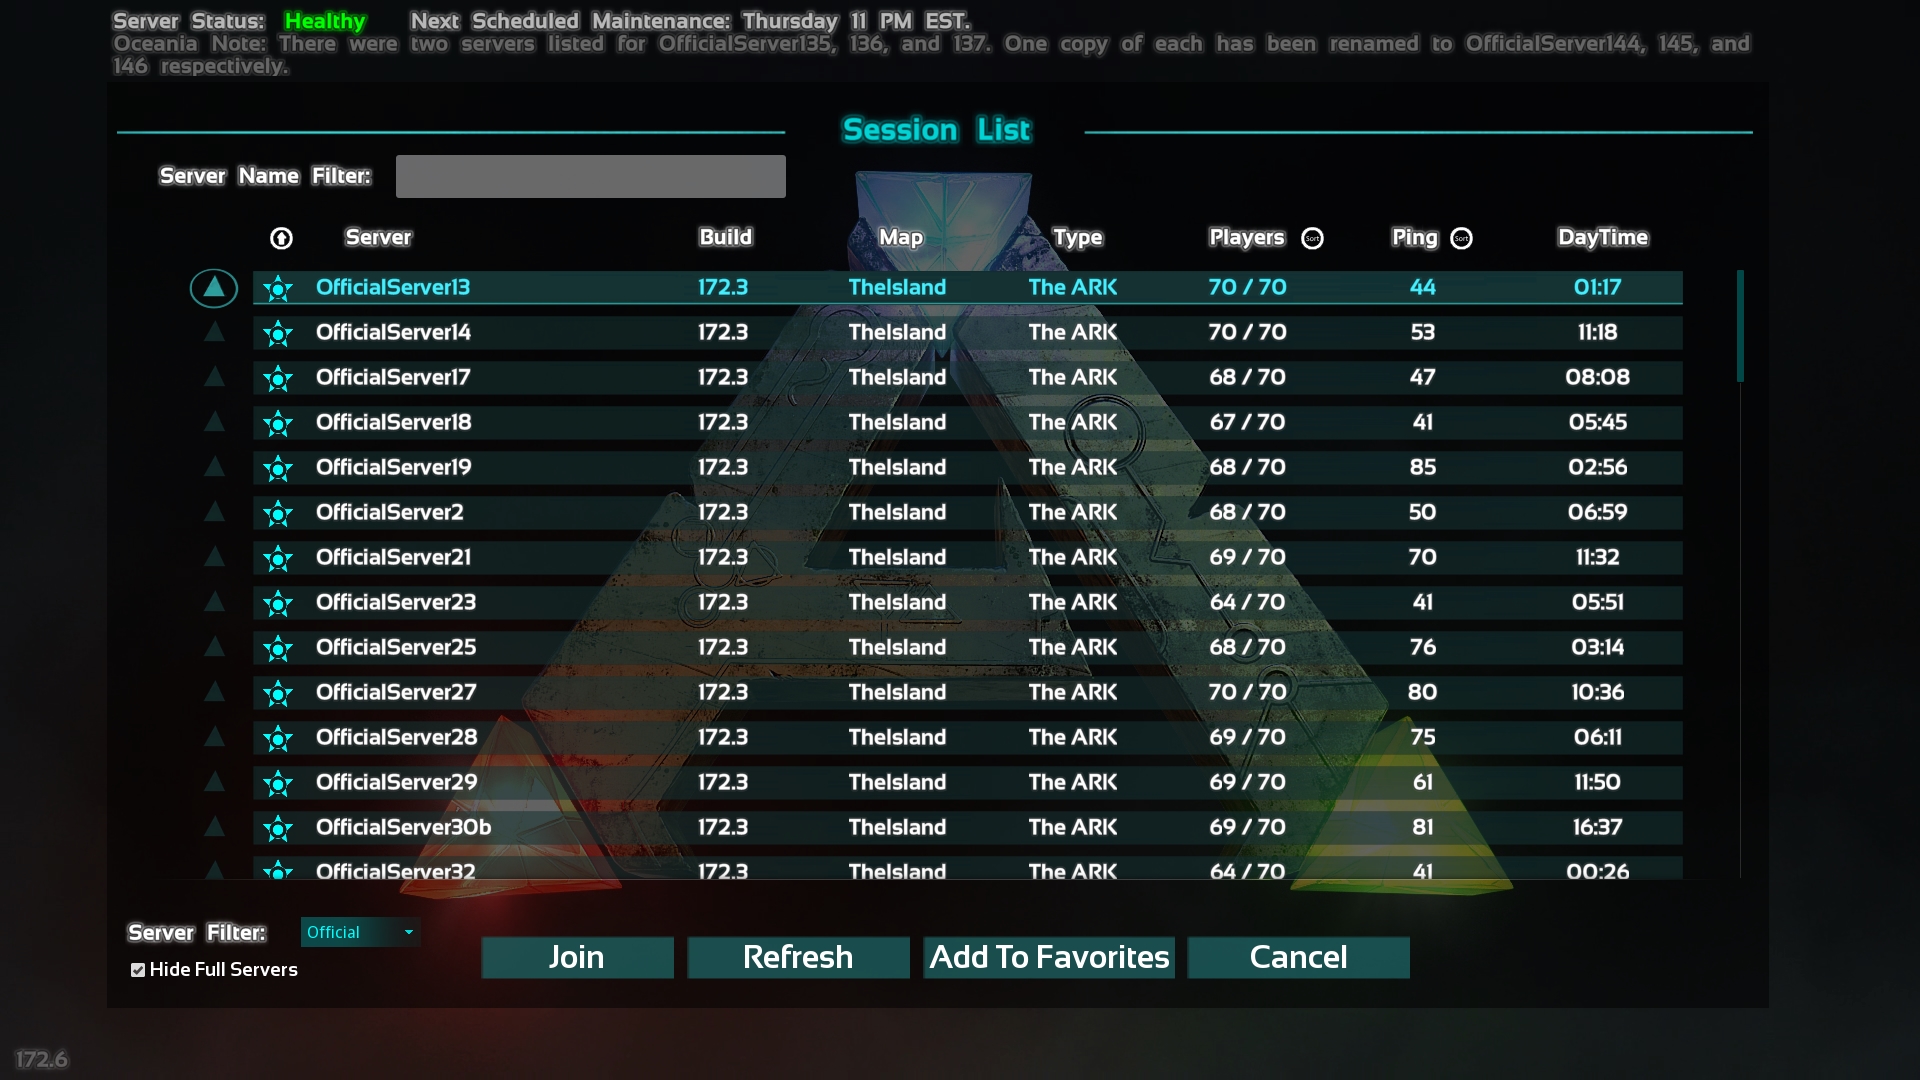 Server Status: Healthy Next Scheduled Maintenance: Thursday 11 PM EST.
Oceania Note: There were two servers listed for OfficialServer135, 136, and 137. One copy of each has been renamed to OfficialServer144, 145, and
146 respectively.
Session List
Server Name Filter:
Server Build Map Type Players Sort Ping Sort DayTime
OfficialServer13 172.3 TheIsland The ARK 70 / 70 44 01:17
OfficialServer14 172.3 TheIsland The ARK 70 / 70 53 11:18
OfficialServer17 172.3 TheIsland The ARK 68 / 70 47 08:08
OfficialServer18 172.3 TheIsland The ARK 67 / 70 41 05:45
OfficialServer19 172.3 TheIsland The ARK 68 / 70 85 02:56
OfficialServer2 172.3 TheIsland The ARK 68 / 70 50 06:59
OfficialServer21 172.3 TheIsland The ARK 69 / 70 70 11:32
OfficialServer23 172.3 TheIsland The ARK 64 / 70 41 05:51
OfficialServer25 172.3 TheIsland The ARK 68 / 70 76 03:14
OfficialServer27 172.3 TheIsland The ARK 70 / 70 80 10:36
OfficialServer28 172.3 TheIsland The ARK 69 / 70 75 06:11
OfficialServer29 172.3 TheIsland The ARK 69 / 70 61 11:50
OfficialServer30b 172.3 TheIsland The ARK 69 / 70 81 16:37
OfficialServer32 172.3 TheIsland The ARK 64 / 70 41 00:26
Server Filter: Official
Hide Full Servers
Join Refresh Add To Favorites Cancel
172.6